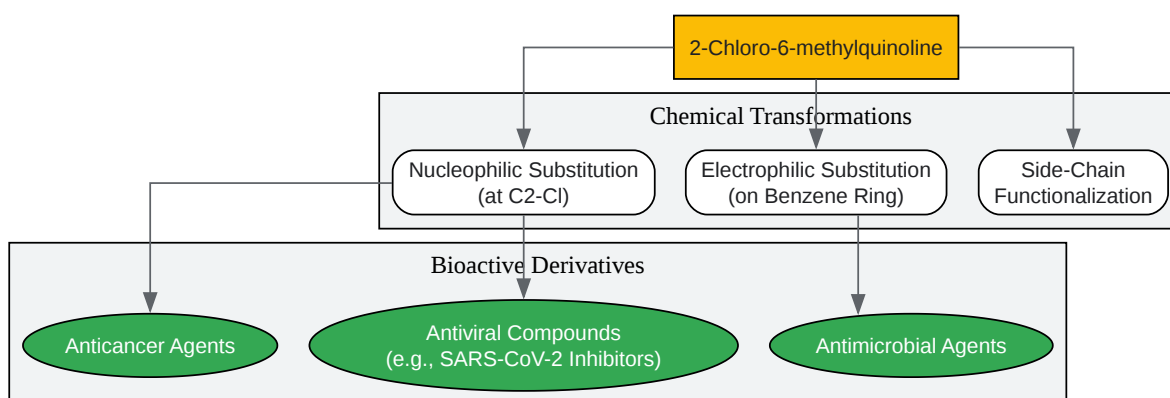 2-Chloro-6-methylquinoline
Chemical Transformations
Nucleophilic Substitution
(at C2-Cl)
Electrophilic Substitution
(on Benzene Ring)
Side-Chain
Functionalization
Bioactive Derivatives
Anticancer Agents
Antiviral Compounds
(e.g., SARS-CoV-2 Inhibitors)
Antimicrobial Agents